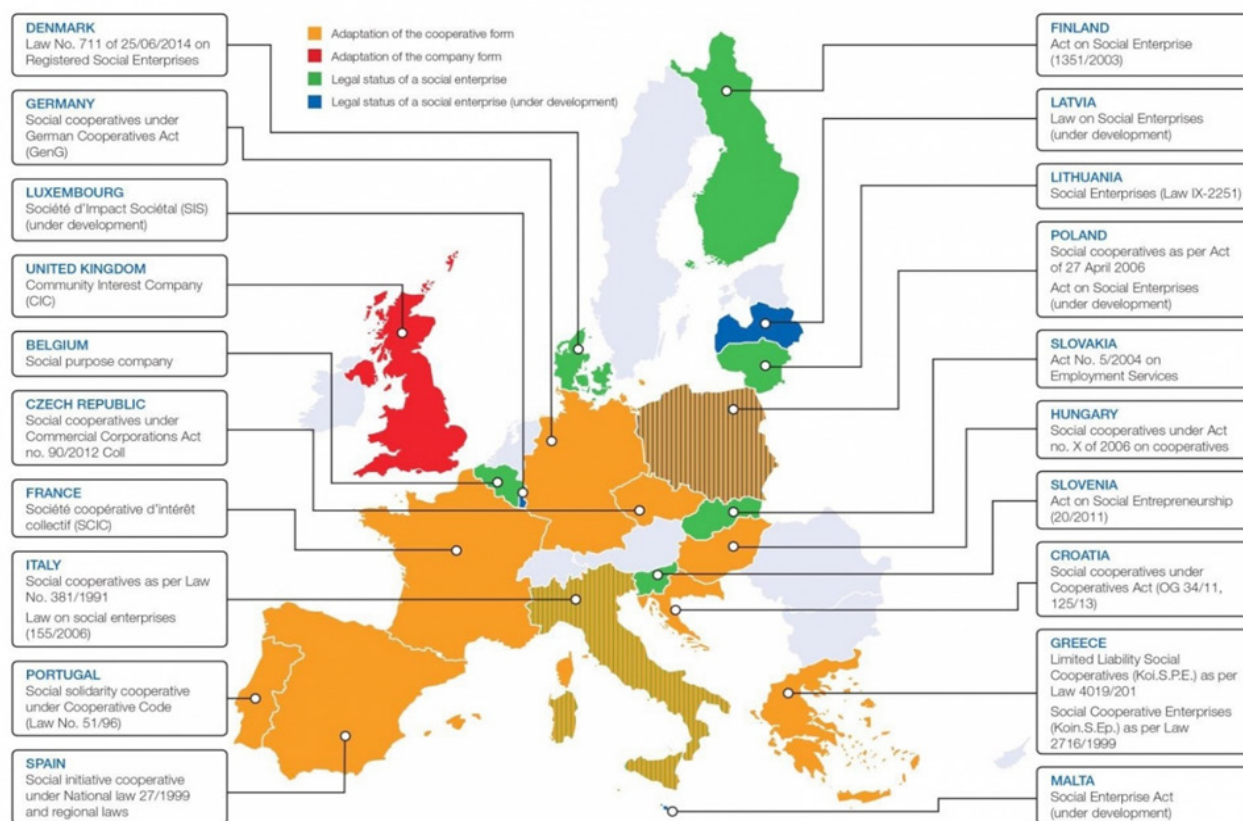 DENMARK
Law No. 711 of 25/06/2014 on
Registered Social Enterprises
GERMANY
Social cooperatives under
German Cooperatives Act
(GenG)
LUXEMBOURG
Société d'Impact Sociétal (SIS)
(under development)
UNITED KINGDOM
Community Interest Company
(CIC)
BELGIUM
Social purpose company
CZECH REPUBLIC
Social cooperatives under
Commercial Corporations Act
no. 90/2012 Coll
FRANCE
Société coopérative d'intérêt
collectif (SCIC)
ITALY
Social cooperatives as per Law
No. 381/1991
Law on social enterprises
(155/2006)
PORTUGAL
Social solidarity cooperative
under Cooperative Code
(Law No. 51/96)
SPAIN
Social initiative cooperative
under National law 27/1999
and regional laws
Adaptation of the cooperative form
Adaptation of the company form
Legal status of a social enterprise
Legal status of a social enterprise (under development)
FINLAND
Act on Social Enterprise
(1351/2003)
LATVIA
Law on Social Enterprises
(under development)
LITHUANIA
Social Enterprises (Law IX-2251)
POLAND
Social cooperatives as per Act
of 27 April 2006
Act on Social Enterprises
(under development)
SLOVAKIA
Act No. 5/2004 on
Employment Services
HUNGARY
Social cooperatives under Act
no. X of 2006 on cooperatives
SLOVENIA
Act on Social Entrepreneurship
(20/2011)
CROATIA
Social cooperatives under
Cooperatives Act (OG 34/11,
125/13)
GREECE
Limited Liability Social
Cooperatives (Koi.S.P.E.) as per
Law 4019/201
Social Cooperative Enterprises
(Koin.S.Ep.) as per Law
2716/1999
MALTA
Social Enterprise Act
(under development)